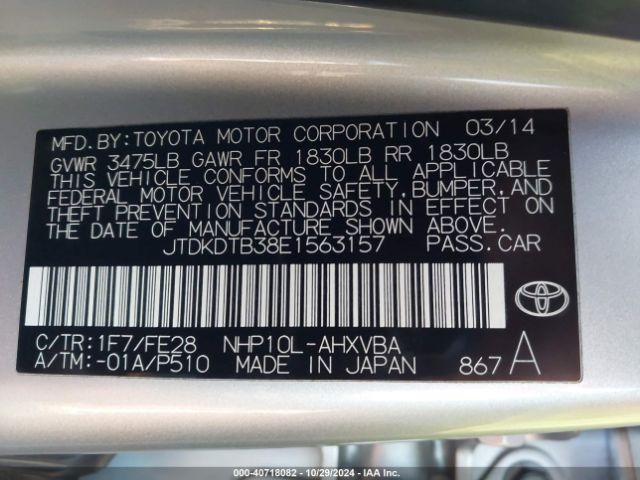 MFD.BY:TOYOTA MOTOR CORPORATION 03/14
GVWR 3475LB GAWR FR 1830LB RR 1830LB
THIS VEHICLE CONFORMS TO ALL APPLICABLE
FEDERAL MOTOR VEHICLE SAFETY,BUMPER,AND
THEFT PREVENTION STANDARDS IN EFFECT ON
THE DATE OF MANUFACTURE SHOWN ABOVE.
JTDKDTB38E1563157 PASS.CAR
C/TR:1F7/FE28 NHP10L-AHXVBA
A/TM:-01A/P510 MADE IN JAPAN 867 A
000-40718082 - 10/29/2024 - IAA Inc.